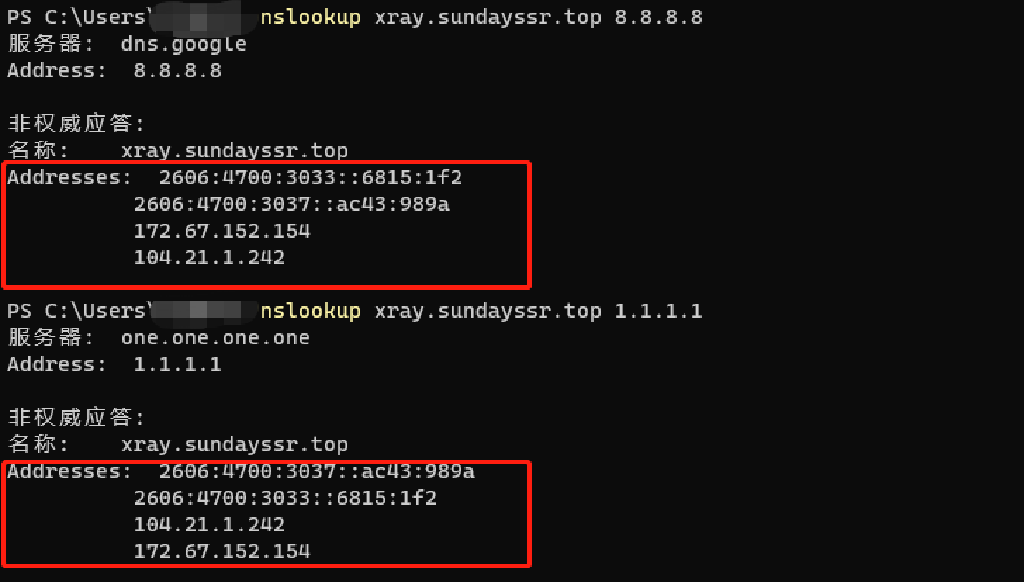 PS C:\Users\ nslookup xray.sundayssr.top 8.8.8.8
服务器:  dns.google
Address:  8.8.8.8
非权威应答:
名称:    xray.sundayssr.top
Addresses:  2606:4700:3033::6815:1f2
2606:4700:3037::ac43:989a
172.67.152.154
104.21.1.242
PS C:\Users\ nslookup xray.sundayssr.top 1.1.1.1
服务器:  one.one.one.one
Address:  1.1.1.1
非权威应答:
名称:    xray.sundayssr.top
Addresses:  2606:4700:3037::ac43:989a
2606:4700:3033::6815:1f2
104.21.1.242
172.67.152.154